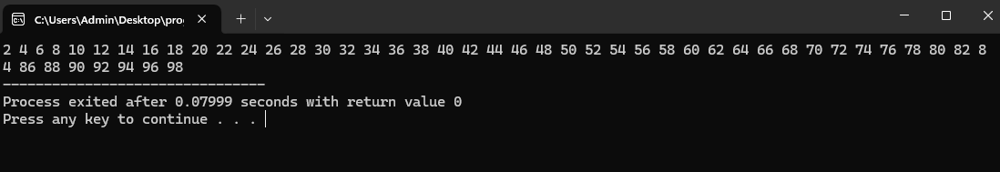 C:\Users\Admin\Desktop\pro
2 4 6 8 10 12 14 16 18 20 22 24 26 28 30 32 34 36 38 40 42 44 46 48 50 52 54 56 58 60 62 64 66 68 70 72 74 76 78 80 82 8
4 86 88 90 92 94 96 98
--------------------------------
Process exited after 0.07999 seconds with return value 0
Press any key to continue . . .